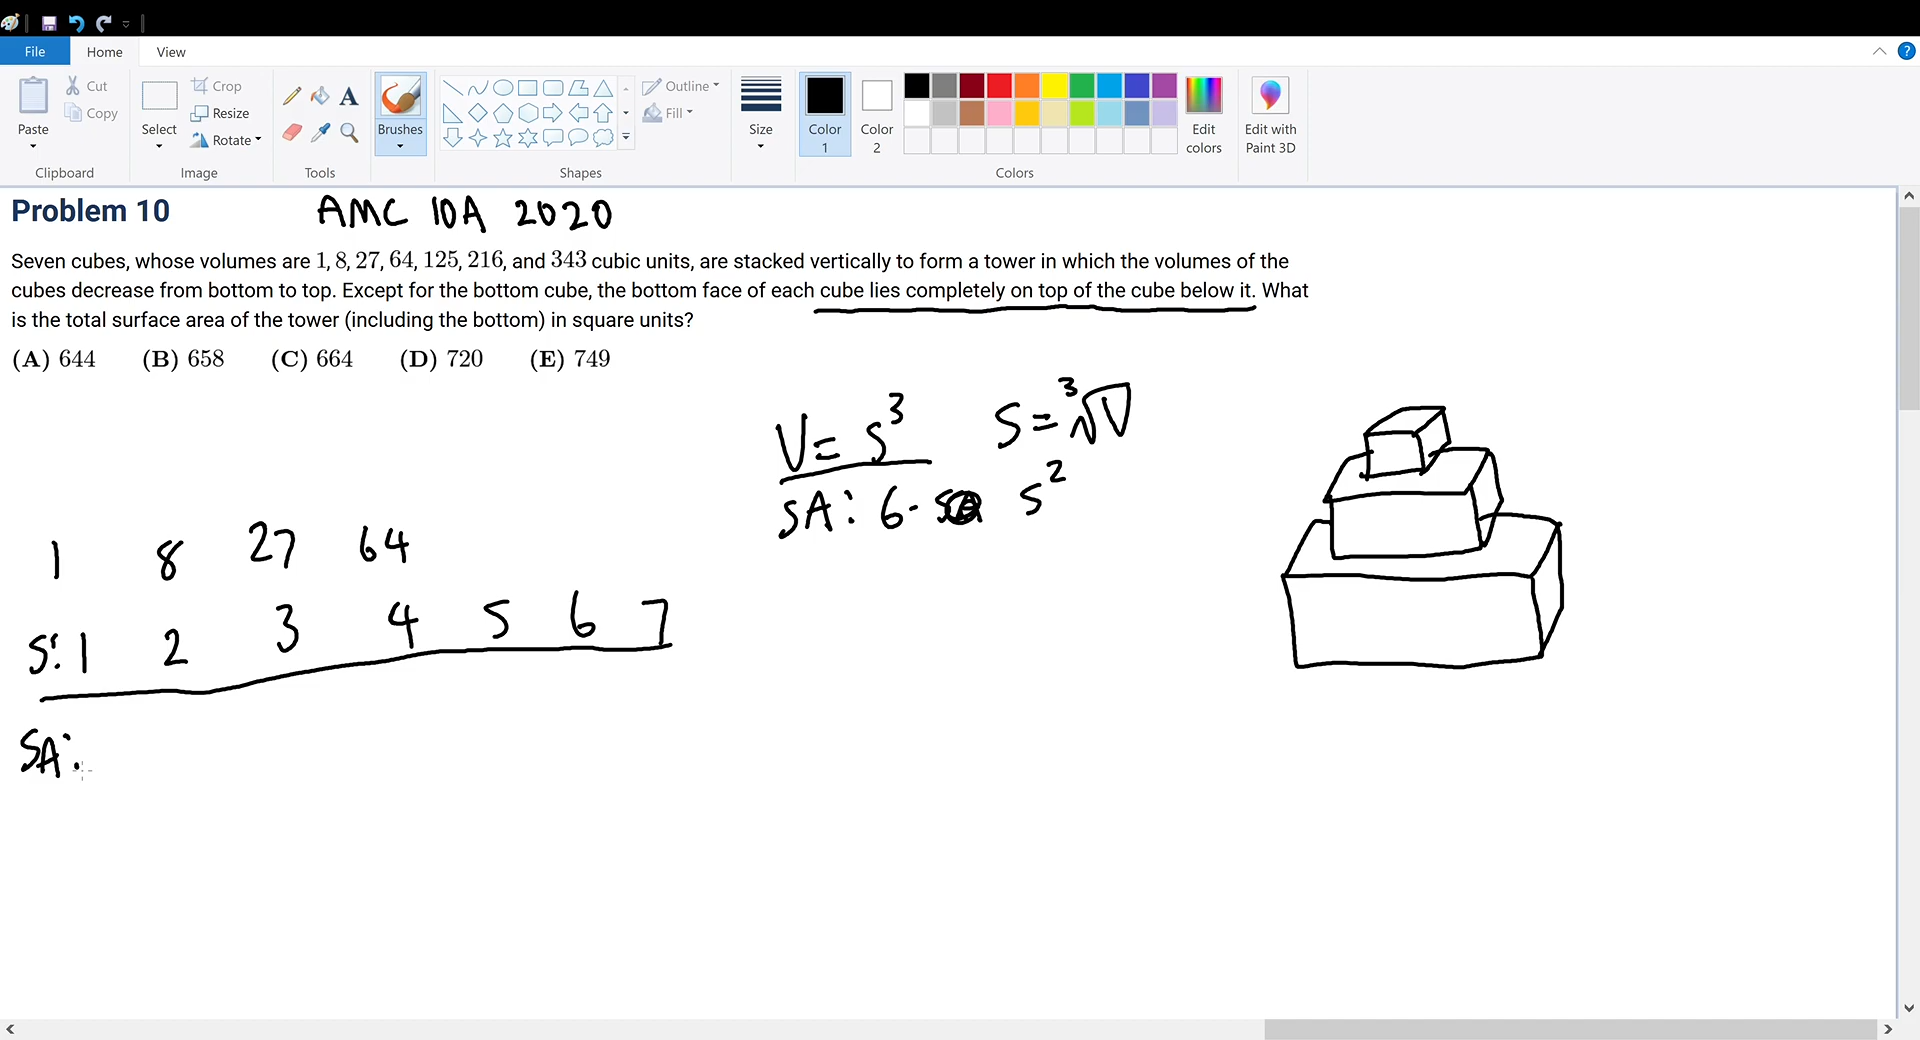 File Home View
Paste Cut Copy Clipboard
Select Crop Resize Rotate Image
A Tools
Brushes
Outline Fill Shapes
Size
Color 1 Color 2 Edit colors Colors
Edit with Paint 3D
?
Problem 10 AMC 10A 2020
Seven cubes, whose volumes are 1, 8, 27, 64, 125, 216, and 343 cubic units, are stacked vertically to form a tower in which the volumes of the
cubes decrease from bottom to top. Except for the bottom cube, the bottom face of each cube lies completely on top of the cube below it. What
is the total surface area of the tower (including the bottom) in square units?
(A) 644 (B) 658 (C) 664 (D) 720 (E) 749
V = s³ s = ³√V
SA: 6· s²
1 8 27 64
s: 1 2 3 4 5 6 7
SA: